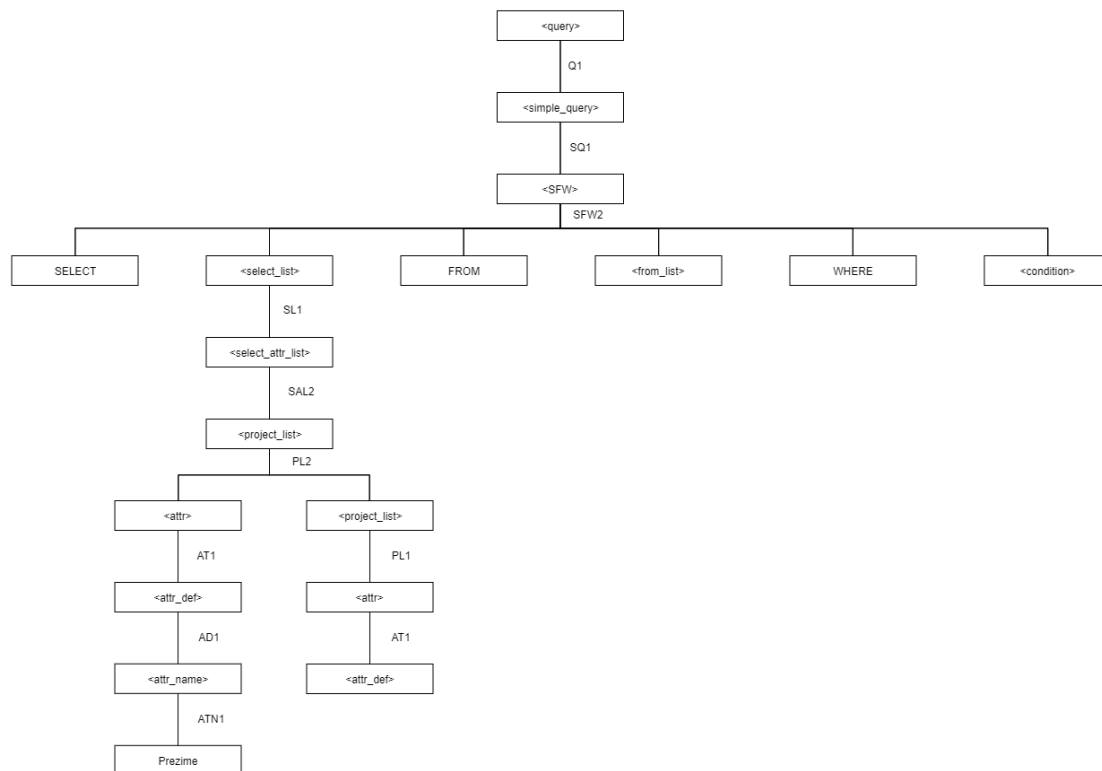 <query>
Q1
<simple_query>
SQ1
<SFW>
SFW2
SELECT
<select_list>
FROM
<from_list>
WHERE
<condition>
SL1
<select_attr_list>
SAL2
<project_list>
PL2
<attr>
<project_list>
AT1
PL1
<attr_def>
<attr>
AD1
AT1
<attr_name>
<attr_def>
ATN1
Prezime